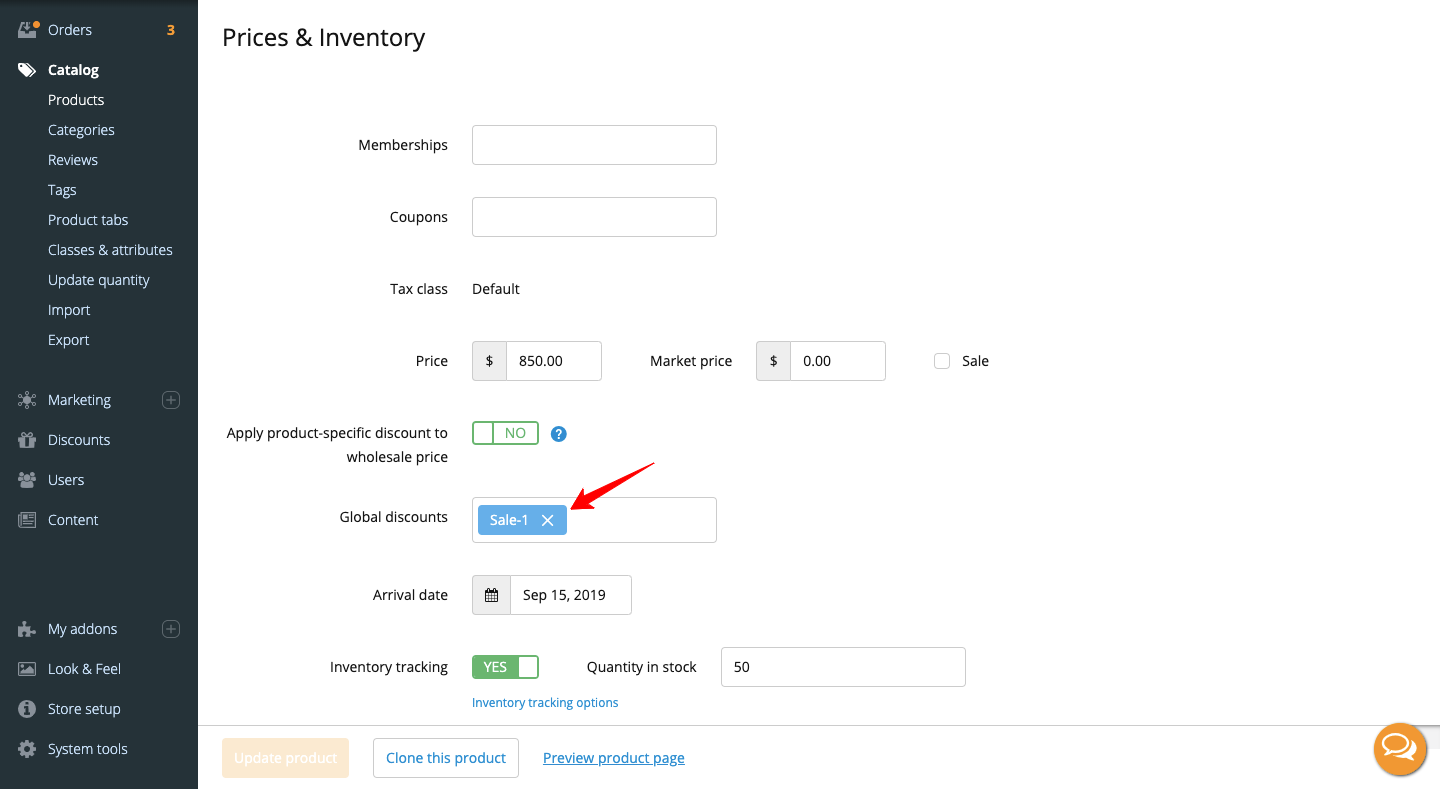 Orders 3
Catalog
Products
Categories
Reviews
Tags
Product tabs
Classes & attributes
Update quantity
Import
Export
Marketing
Discounts
Users
Content
My addons
Look & Feel
Store setup
System tools
Prices & Inventory
Memberships
Coupons
Tax class Default
Price $ 850.00 Market price $ 0.00 Sale
Apply product-specific discount to NO ?
wholesale price
Global discounts Sale-1
Arrival date Sep 15, 2019
Inventory tracking YES Quantity in stock 50
Inventory tracking options
Update product Clone this product Preview product page